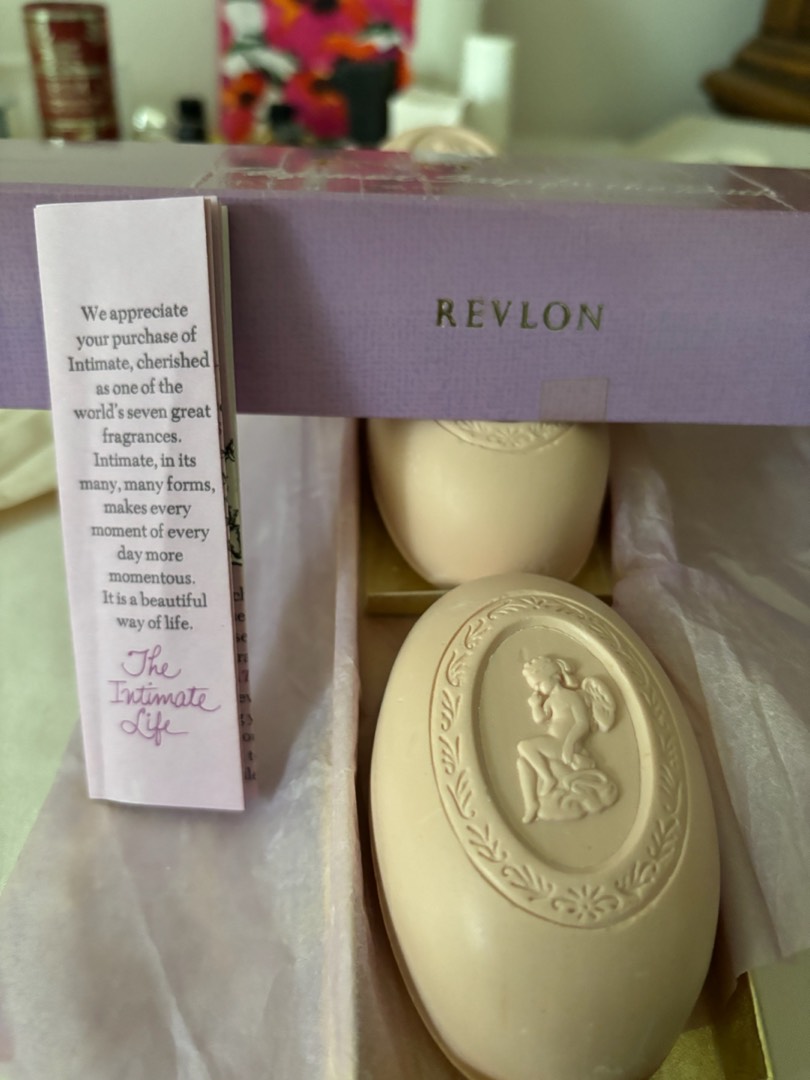 REVLON
We appreciate
your purchase of
Intimate, cherished
as one of the
world's seven great
fragrances.
Intimate, in its
many, many forms,
makes every
moment of every
day more
momentous.
It is a beautiful
way of life.
The
Intimate
Life